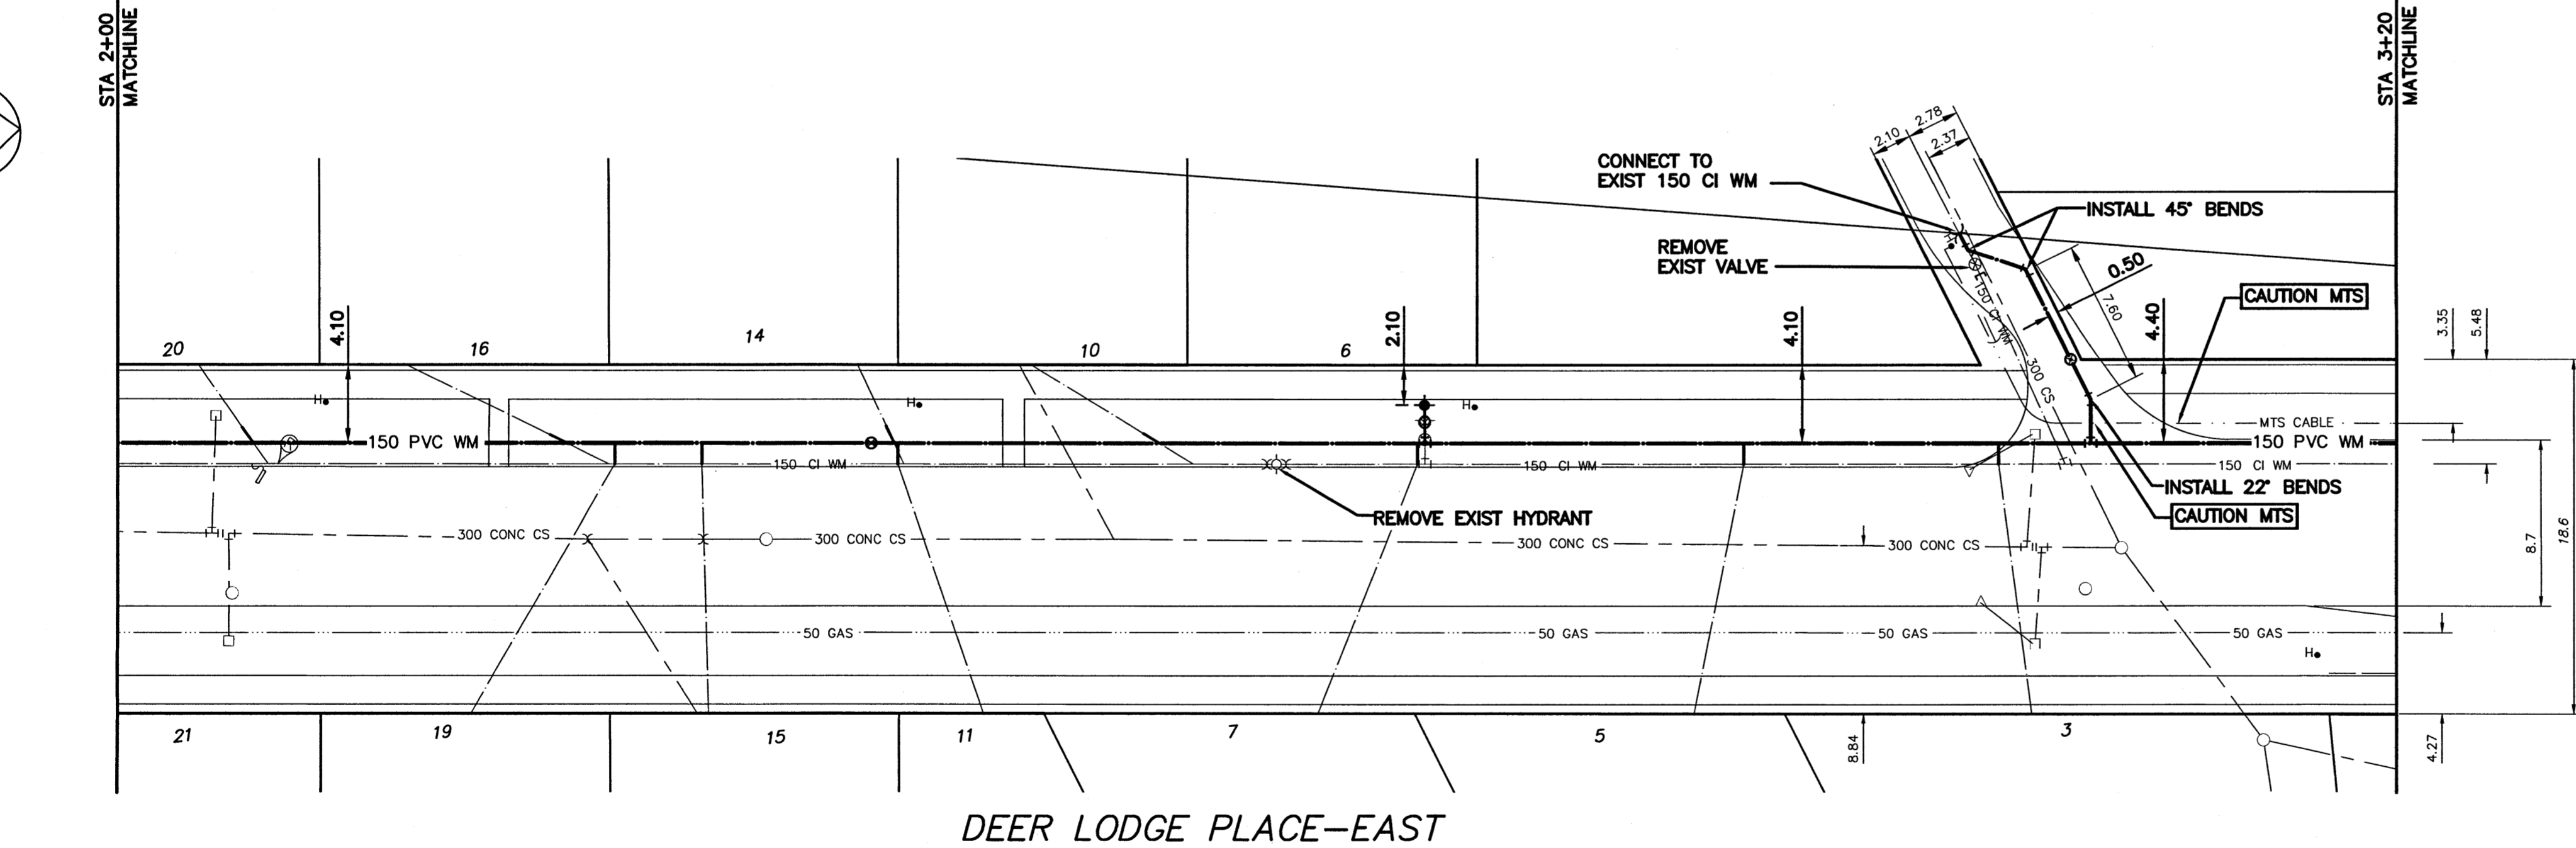 STA 2+00
MATCHLINE
STA 3+20
MATCHLINE
2.10
2.78
2.37
CONNECT TO
EXIST 150 CI WM
INSTALL 45° BENDS
REMOVE
EXIST VALVE
0.50
7.60
CAUTION MTS
150 CI WM
300 CS
4.10
2.10
4.10
4.40
3.35
5.48
20
16
14
10
6
H
H
H
H
MTS CABLE
150 PVC WM
150 PVC WM
150 CI WM
150 CI WM
150 CI WM
INSTALL 22° BENDS
CAUTION MTS
REMOVE EXIST HYDRANT
300 CONC CS
300 CONC CS
300 CONC CS
300 CONC CS
8.7
18.6
50 GAS
50 GAS
50 GAS
50 GAS
H
21
19
15
11
7
5
3
8.84
4.27
DEER LODGE PLACE–EAST